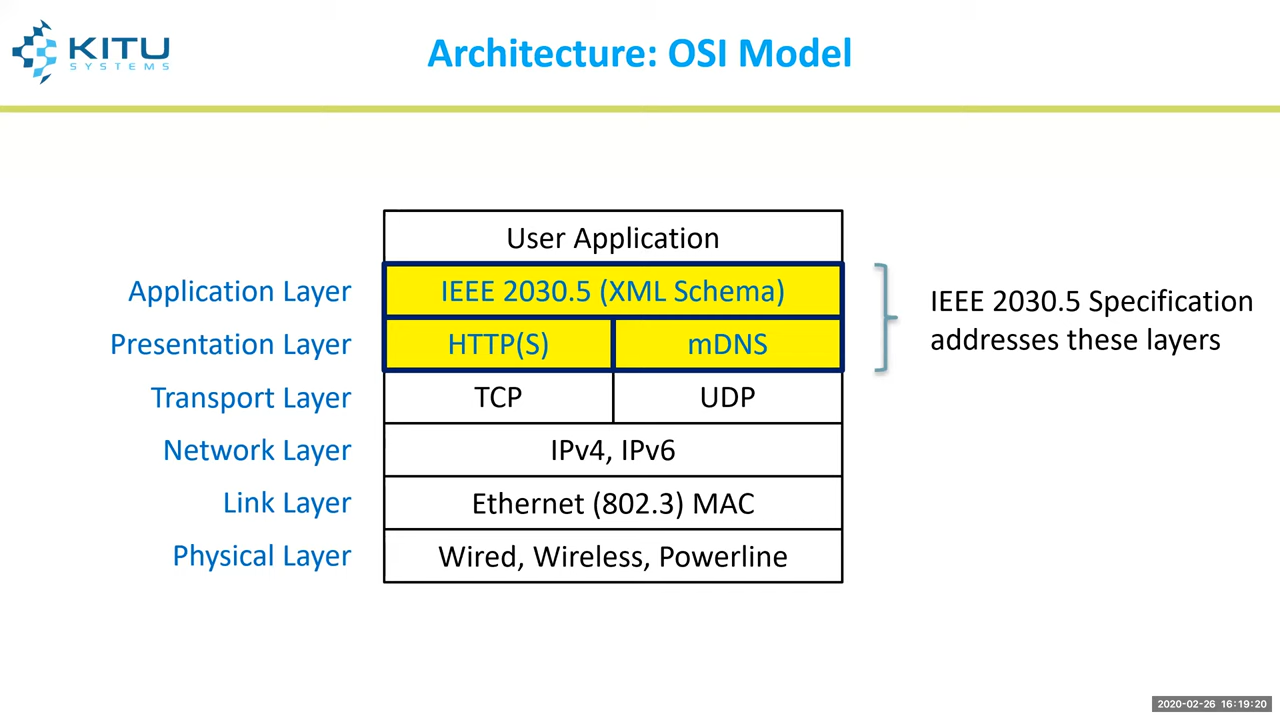 KITU
SYSTEMS
Architecture: OSI Model
User Application
Application Layer
IEEE 2030.5 (XML Schema)
Presentation Layer
HTTP(S)
mDNS
IEEE 2030.5 Specification
addresses these layers
Transport Layer
TCP
UDP
Network Layer
IPv4, IPv6
Link Layer
Ethernet (802.3) MAC
Physical Layer
Wired, Wireless, Powerline
2020-02-26 16:19:20